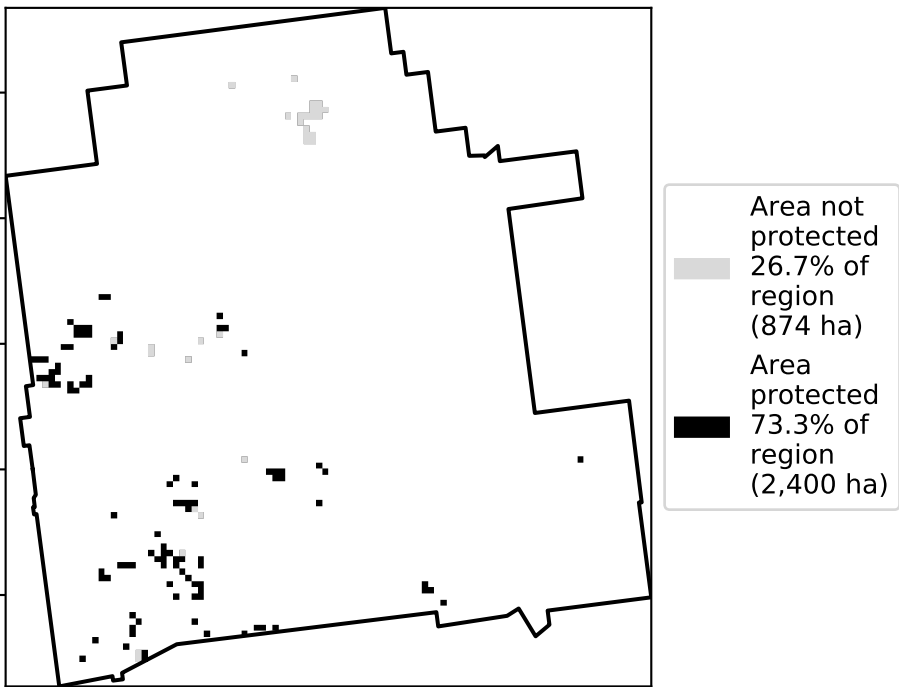 Area not
protected
26.7% of
region
(874 ha)
Area
protected
73.3% of
region
(2,400 ha)